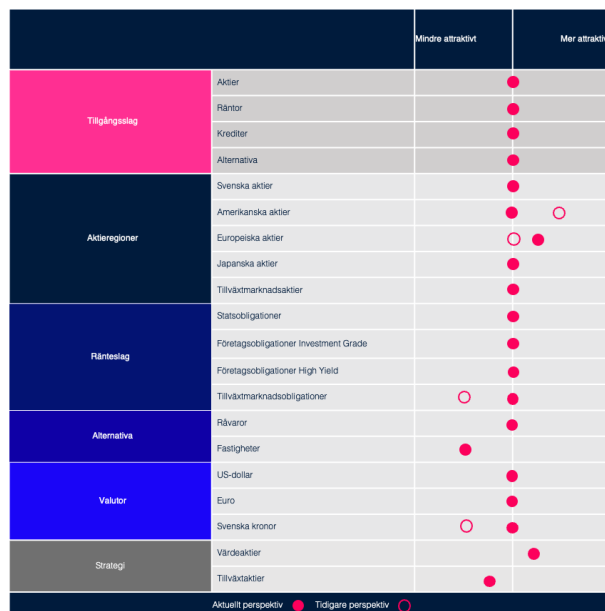 Mindre attraktivt
Mer attraktiv
Tillgångsslag
Aktier
Räntor
Krediter
Alternativa
Aktieregioner
Svenska aktier
Amerikanska aktier
Europeiska aktier
Japanska aktier
Tillväxtmarknadsaktier
Ränteslag
Statsobligationer
Företagsobligationer Investment Grade
Företagsobligationer High Yield
Tillväxtmarknadsobligationer
Alternativa
Råvaror
Fastigheter
Valutor
US-dollar
Euro
Svenska kronor
Strategi
Värdeaktier
Tillväxtaktier
Aktuellt perspektiv
Tidigare perspektiv